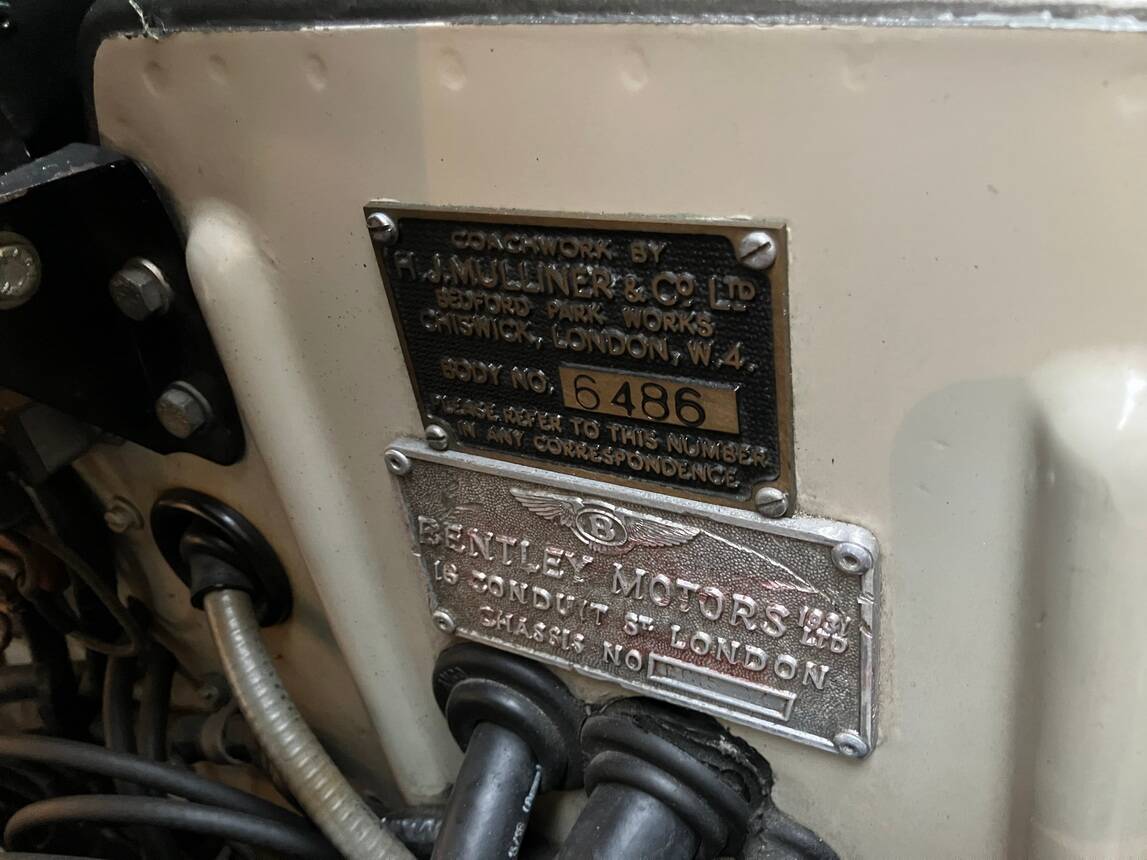 COACHWORK BY
H.J.MULLINER & Co LTD
BEDFORD PARK WORKS
CHISWICK, LONDON, W.4.
BODY NO. 6486
PLEASE REFER TO THIS NUMBER
IN ANY CORRESPONDENCE
B
BENTLEY MOTORS 1931 LTD
16 CONDUIT ST LONDON
CHASSIS NO